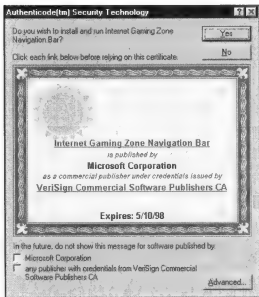 Authenticode(tm) Security Technology
Do you wish to install and run Internet Gaming Zone
Navigation Bar?
Yes
No
Click each link below before relying on this certificate.
Internet Gaming Zone Navigation Bar
is published by
Microsoft Corporation
as a commercial publisher under credentials issued by
VeriSign Commercial Software Publishers CA
Expires: 5/10/98
In the future, do not show this message for software published by:
Microsoft Corporation
any publisher with credentials from VeriSign Commercial
Software Publishers CA
Advanced...